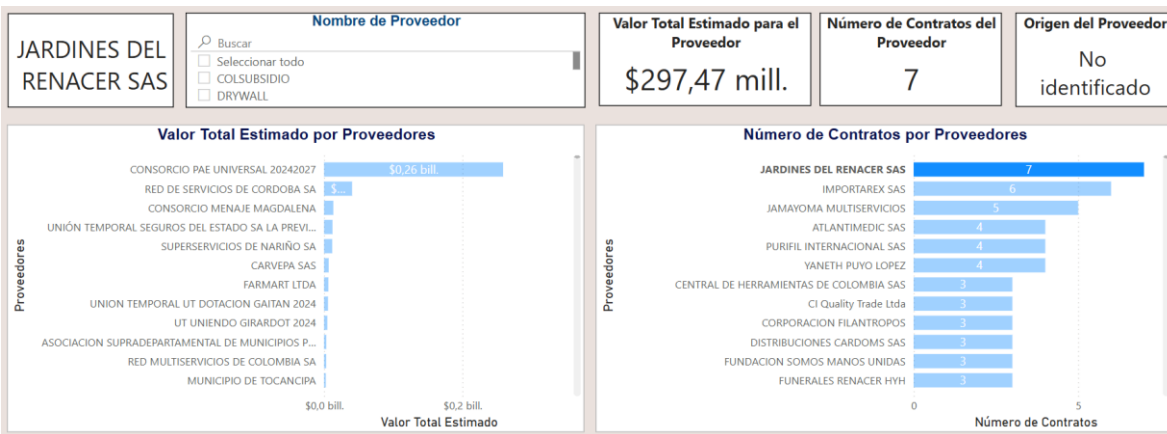 JARDINES DEL
RENACER SAS
Nombre de Proveedor
Buscar
Seleccionar todo
COLSUBSIDIO
DRYWALL
Valor Total Estimado para el
Proveedor
$297,47 mill.
Número de Contratos del
Proveedor
7
Origen del Proveedor
No
identificado
Valor Total Estimado por Proveedores
Proveedores
CONSORCIO PAE UNIVERSAL 20242027
$0,26 bill.
RED DE SERVICIOS DE CORDOBA SA
$...
CONSORCIO MENAJE MAGDALENA
UNIÓN TEMPORAL SEGUROS DEL ESTADO SA LA PREVI...
SUPERSERVICIOS DE NARIÑO SA
CARVEPA SAS
FARMART LTDA
UNION TEMPORAL UT DOTACION GAITAN 2024
UT UNIENDO GIRARDOT 2024
ASOCIACION SUPRADEPARTAMENTAL DE MUNICIPIOS P...
RED MULTISERVICIOS DE COLOMBIA SA
MUNICIPIO DE TOCANCIPA
$0,0 bill.
$0,2 bill.
Valor Total Estimado
Número de Contratos por Proveedores
Proveedores
JARDINES DEL RENACER SAS
7
IMPORTAREX SAS
6
JAMAYOMA MULTISERVICIOS
5
ATLANTIMEDIC SAS
4
PURIFIL INTERNACIONAL SAS
4
YANETH PUYO LOPEZ
4
CENTRAL DE HERRAMIENTAS DE COLOMBIA SAS
3
CI Quality Trade Ltda
3
CORPORACION FILANTROPOS
3
DISTRIBUCIONES CARDOMS SAS
3
FUNDACION SOMOS MANOS UNIDAS
3
FUNERALES RENACER HYH
3
0
5
Número de Contratos